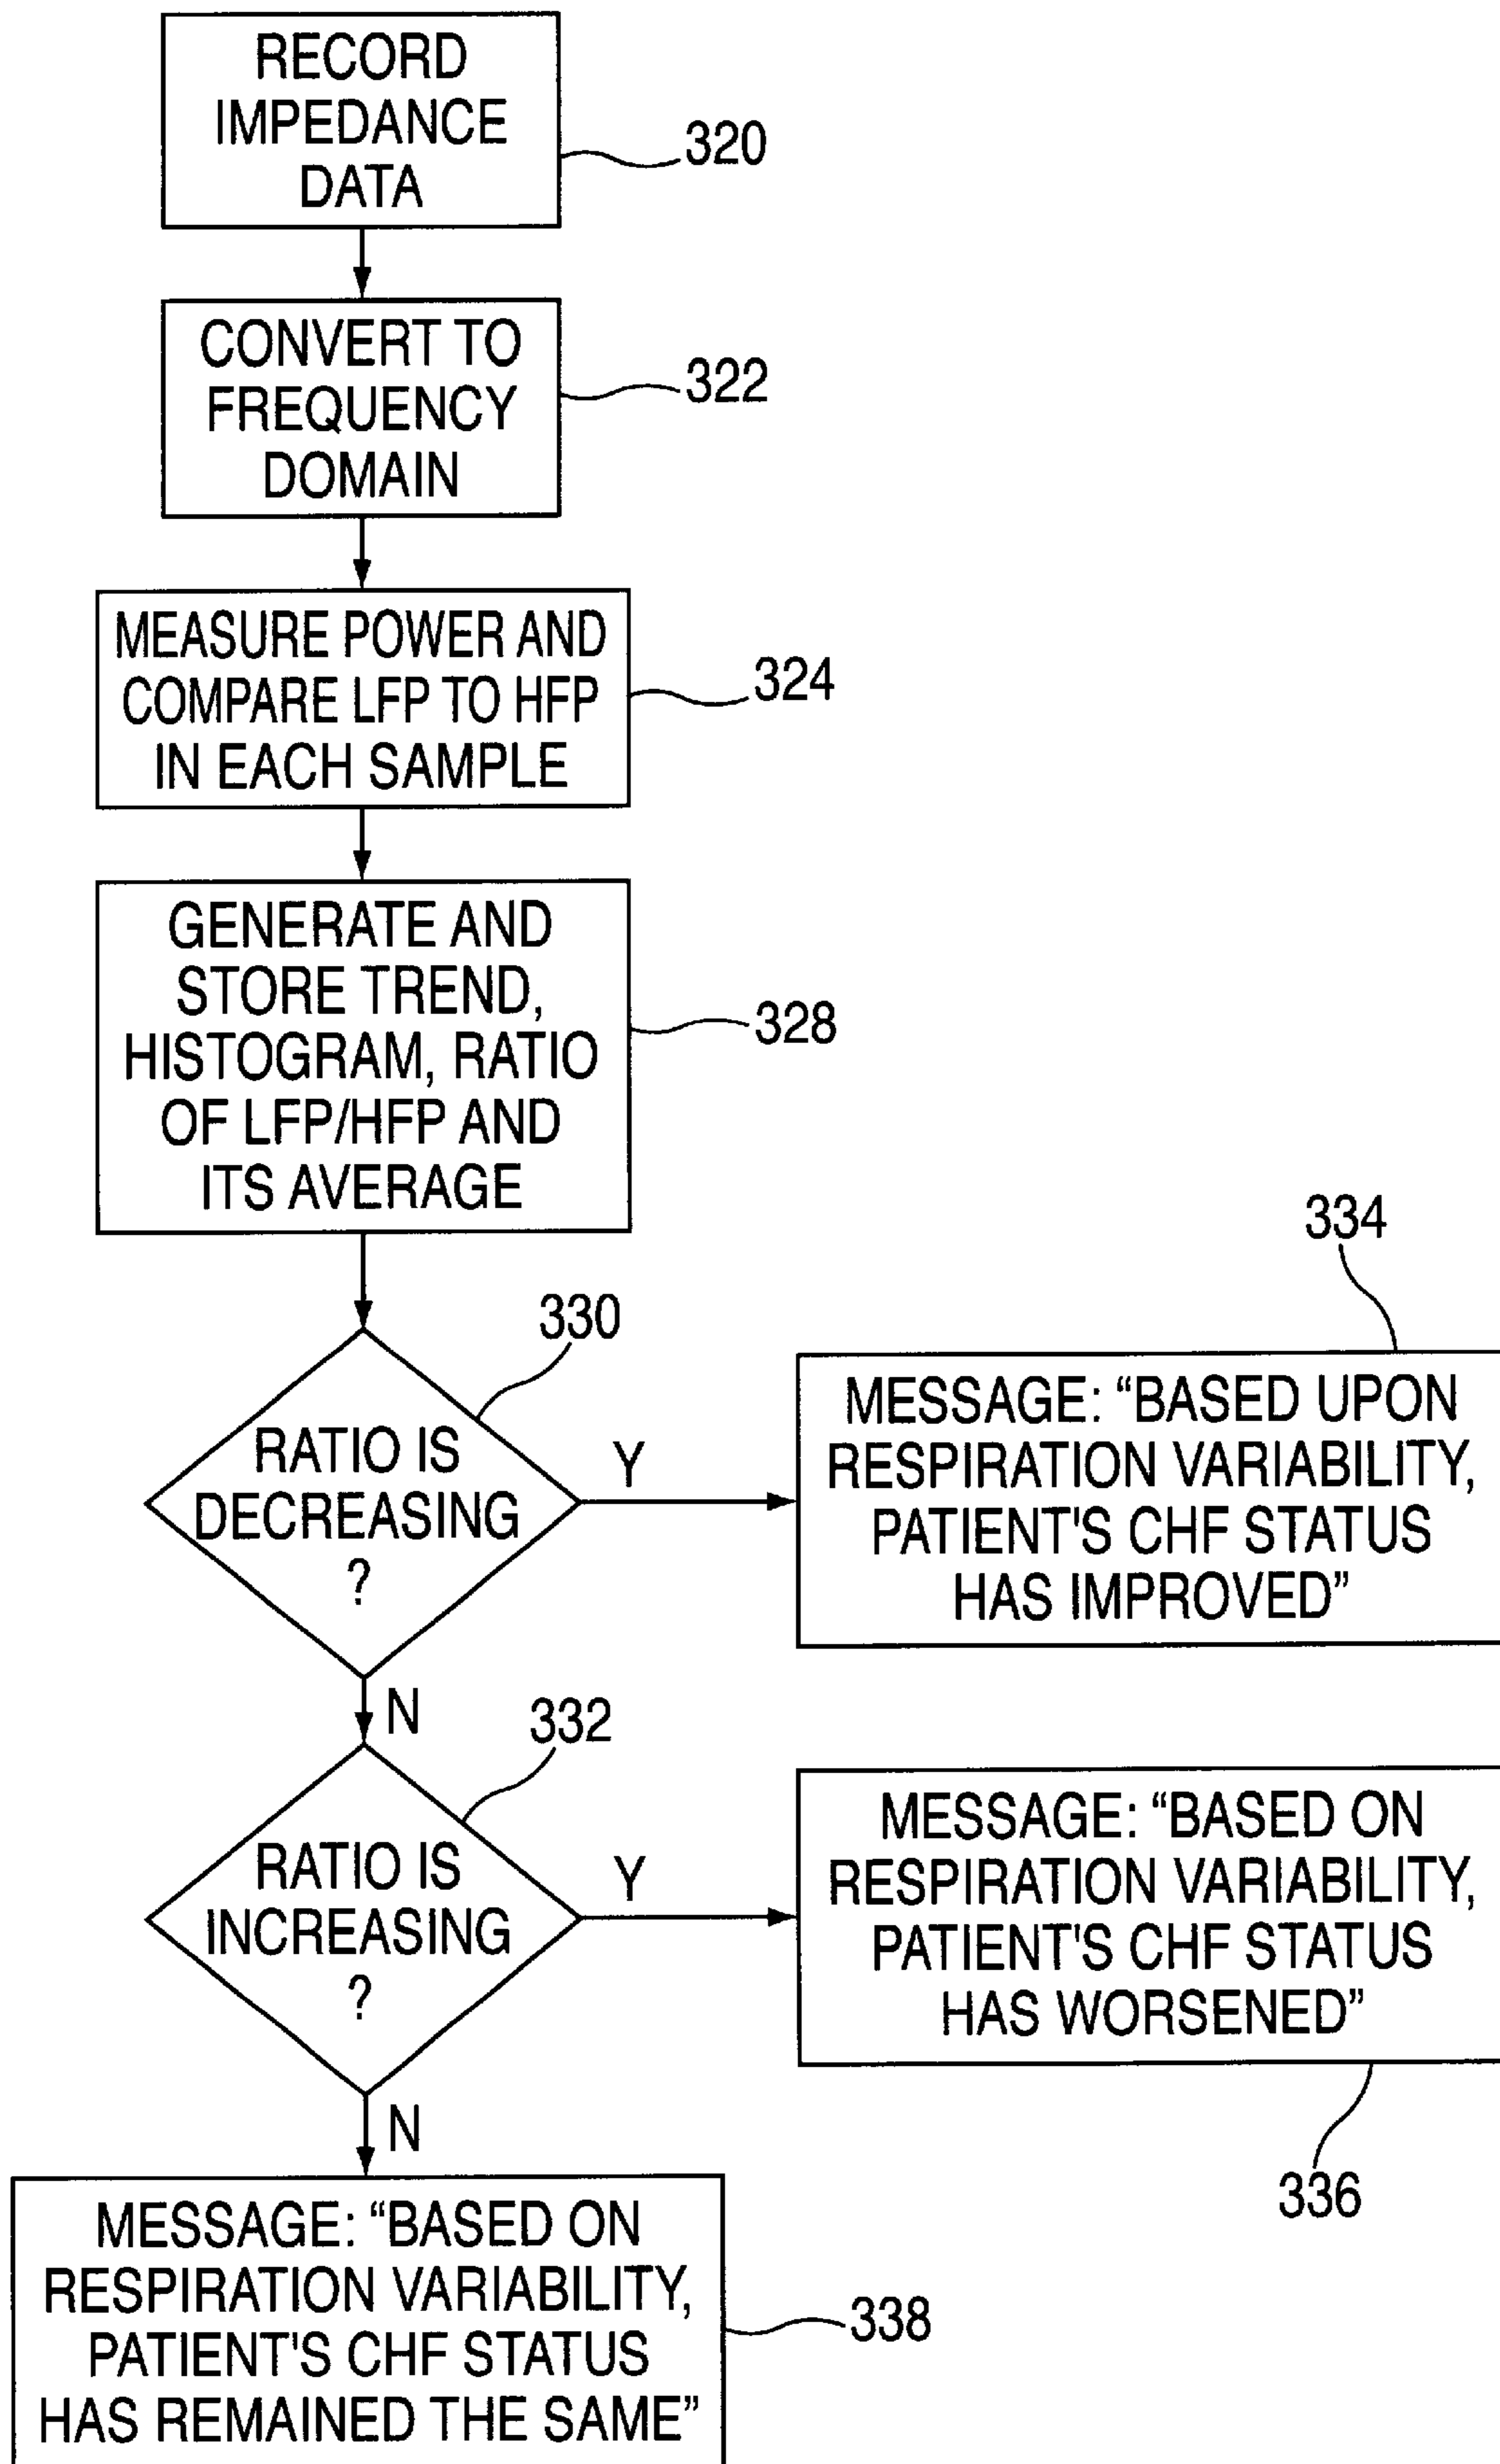 RECORD
IMPEDANCE
DATA
320
CONVERT TO
FREQUENCY
DOMAIN
322
MEASURE POWER AND
COMPARE LFP TO HFP
IN EACH SAMPLE
324
GENERATE AND
STORE TREND,
HISTOGRAM, RATIO
OF LFP/HFP AND
ITS AVERAGE
328
330
RATIO IS
DECREASING
?
Y
N
334
MESSAGE: “BASED UPON
RESPIRATION VARIABILITY,
PATIENT'S CHF STATUS
HAS IMPROVED”
332
RATIO IS
INCREASING
?
Y
N
MESSAGE: “BASED ON
RESPIRATION VARIABILITY,
PATIENT'S CHF STATUS
HAS WORSENED”
336
MESSAGE: “BASED ON
RESPIRATION VARIABILITY,
PATIENT'S CHF STATUS
HAS REMAINED THE SAME”
338